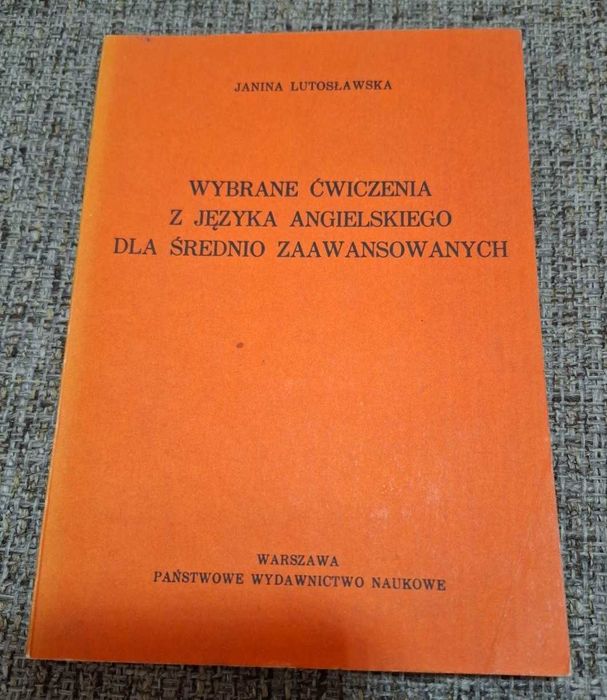 JANINA LUTOSŁAWSKA
WYBRANE ĆWICZENIA
Z JĘZYKA ANGIELSKIEGO
DLA ŚREDNIO ZAAWANSOWANYCH
WARSZAWA
PAŃSTWOWE WYDAWNICTWO NAUKOWE